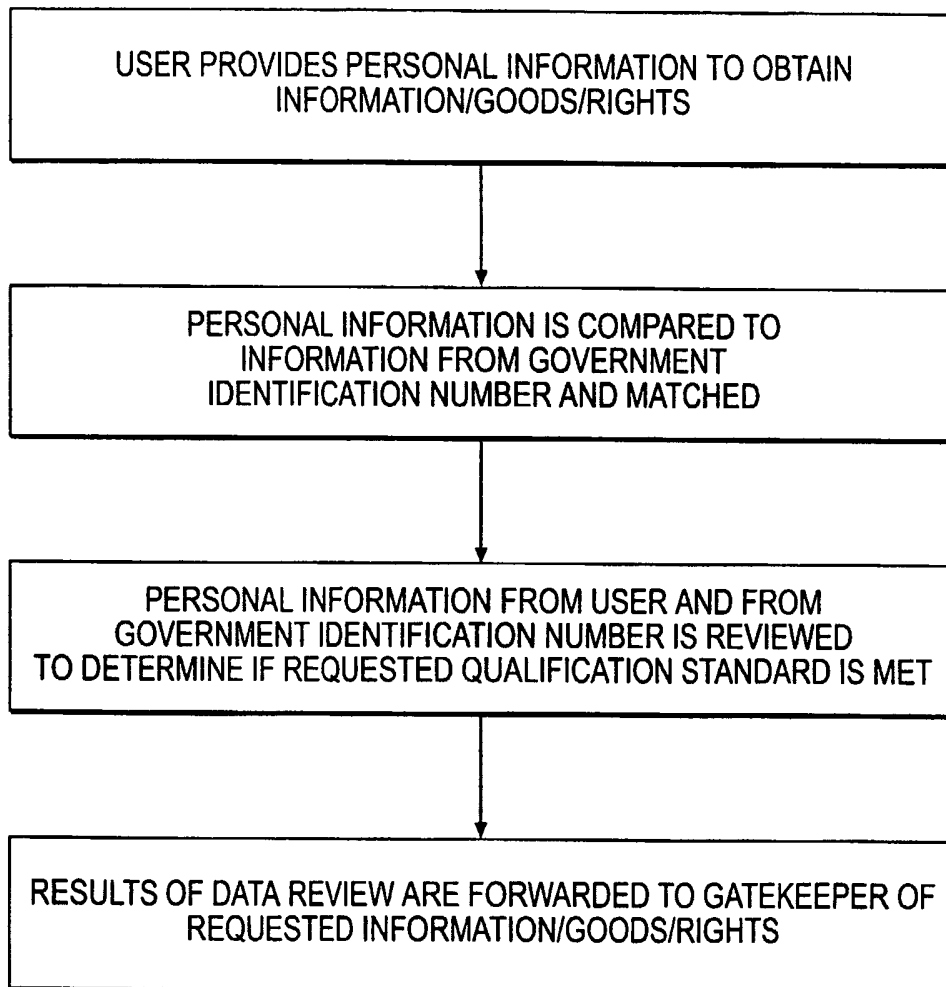 USER PROVIDES PERSONAL INFORMATION TO OBTAIN
INFORMATION/GOODS/RIGHTS
PERSONAL INFORMATION IS COMPARED TO
INFORMATION FROM GOVERNMENT
IDENTIFICATION NUMBER AND MATCHED
PERSONAL INFORMATION FROM USER AND FROM
GOVERNMENT IDENTIFICATION NUMBER IS REVIEWED
TO DETERMINE IF REQUESTED QUALIFICATION STANDARD IS MET
RESULTS OF DATA REVIEW ARE FORWARDED TO GATEKEEPER OF
REQUESTED INFORMATION/GOODS/RIGHTS